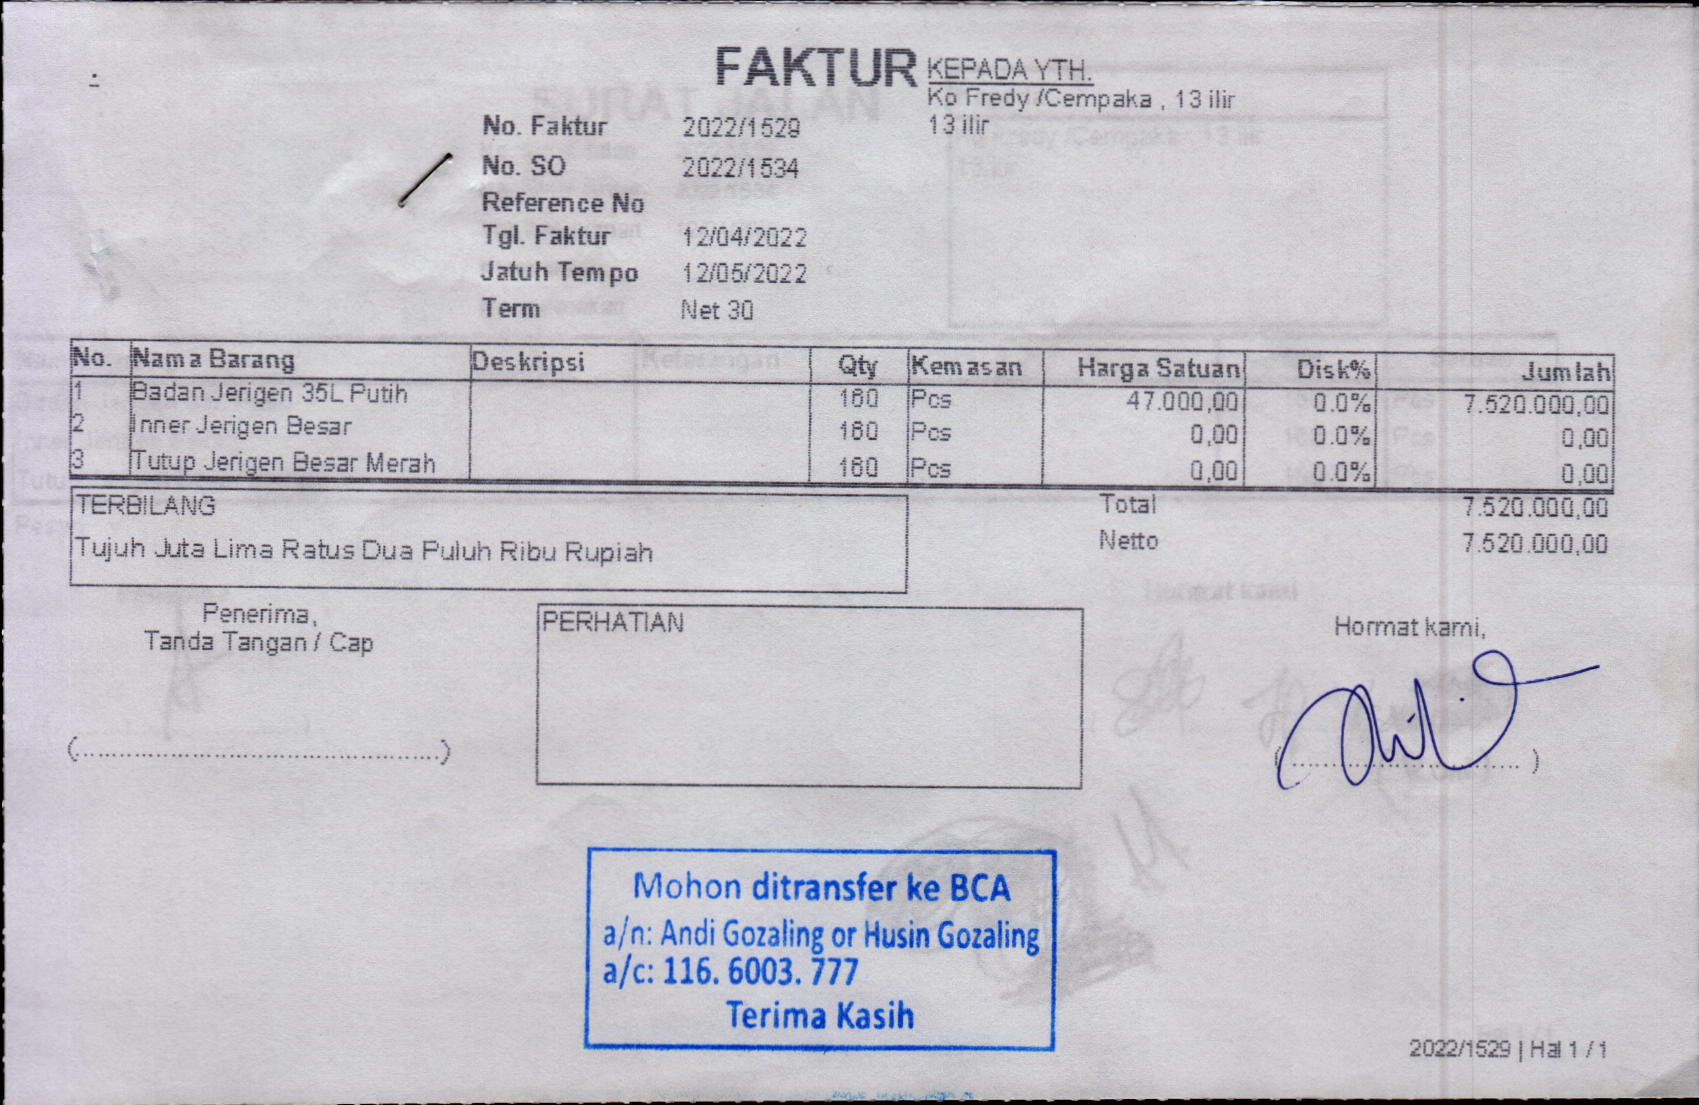 FAKTUR
KEPADA YTH.
Ko Fredy /Cempaka , 13 ilir
13 ilir
No. Faktur 2022/1529
No. SO 2022/1534
Reference No
Tgl. Faktur 12/04/2022
Jatuh Tempo 12/05/2022
Term Net 30
No. Nama Barang Deskripsi Qty Kemasan Harga Satuan Disk% Jumlah
1 Badan Jerigen 35L Putih 160 Pcs 47.000,00 0.0% 7.520.000,00
2 Inner Jerigen Besar 160 Pcs 0,00 0.0% 0,00
3 Tutup Jerigen Besar Merah 160 Pcs 0,00 0.0% 0,00
TERBILANG
Tujuh Juta Lima Ratus Dua Puluh Ribu Rupiah
Total 7.520.000,00
Netto 7.520.000,00
Penerima,
Tanda Tangan / Cap
(..............................................)
PERHATIAN
Hormat kami,
(.............................. )
Mohon ditransfer ke BCA
a/n: Andi Gozaling or Husin Gozaling
a/c: 116. 6003. 777
Terima Kasih
2022/1529 | Hal 1 / 1